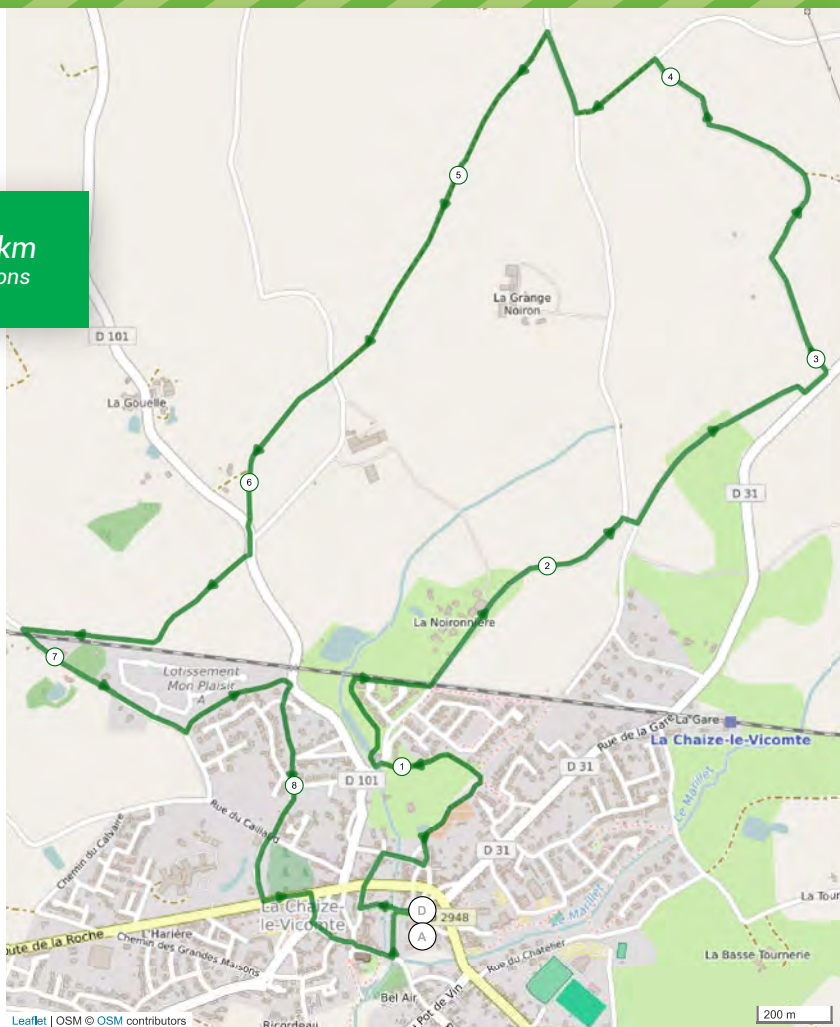 4
5
km
ons
La Grange
Noiron
D 101
3
La Gouelle
6
D 31
2
La Noironnière
7
Lotissement
Mon Plaisir
A
La Gare
Rue de la Gare
La Chaize-le-Vicomte
1
D 101
D 31
8
Le Marillet
Rue du Caillaud
D 31
Chemin du Calvaire
La Tour
La Chaize-
le-Vicomte
D
2948
Le Marillet
A
oute de la Roche
L'Harière
Chemin des Grandes Maisons
Rue du Châtelier
La Basse Tournerie
Bel Air
Pot de Vin
Ricordeau
200 m
Leaflet | OSM © OSM contributors